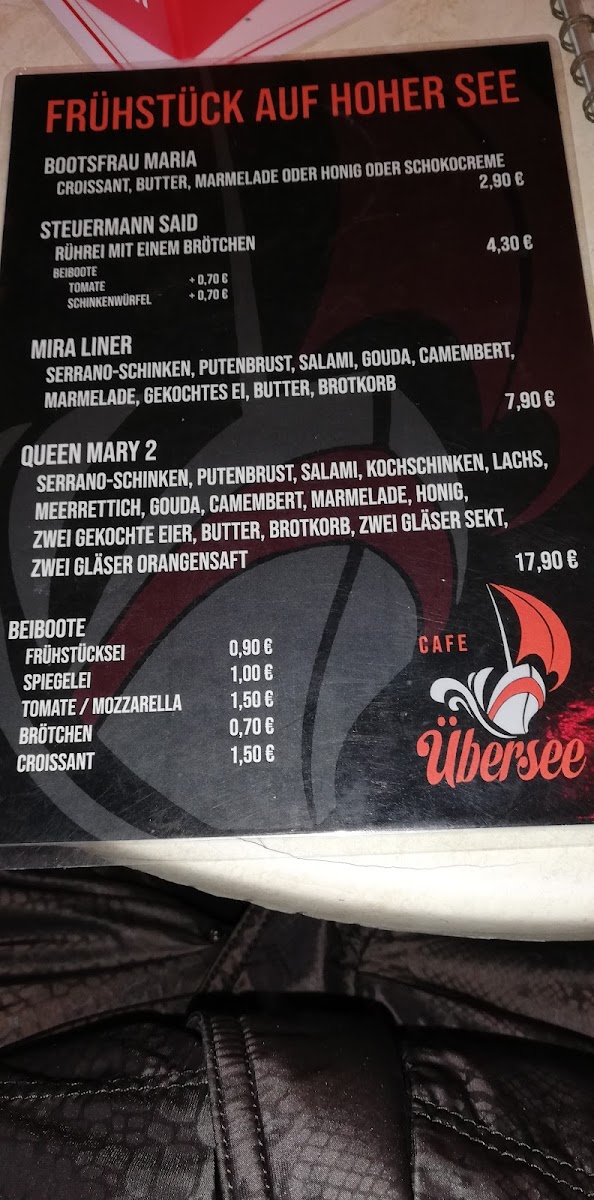 FRÜHSTÜCK AUF HOHER SEE
BOOTSFRAU MARIA
CROISSANT, BUTTER, MARMELADE ODER HONIG ODER SCHOKOCREME
2,90 €
STEUERMANN SAID
RÜHREI MIT EINEM BRÖTCHEN 4,30 €
BEIBOOTE
TOMATE + 0,70 €
SCHINKENWÜRFEL + 0,70 €
MIRA LINER
SERRANO-SCHINKEN, PUTENBRUST, SALAMI, GOUDA, CAMEMBERT,
MARMELADE, GEKOCHTES EI, BUTTER, BROTKORB
7,90 €
QUEEN MARY 2
SERRANO-SCHINKEN, PUTENBRUST, SALAMI, KOCHSCHINKEN, LACHS,
MEERRETTICH, GOUDA, CAMEMBERT, MARMELADE, HONIG,
ZWEI GEKOCHTE EIER, BUTTER, BROTKORB, ZWEI GLÄSER SEKT,
ZWEI GLÄSER ORANGENSAFT 17,90 €
BEIBOOTE
FRÜHSTÜCKSEI 0,90 €
SPIEGELEI 1,00 €
TOMATE / MOZZARELLA 1,50 €
BRÖTCHEN 0,70 €
CROISSANT 1,50 €
CAFE
Übersee